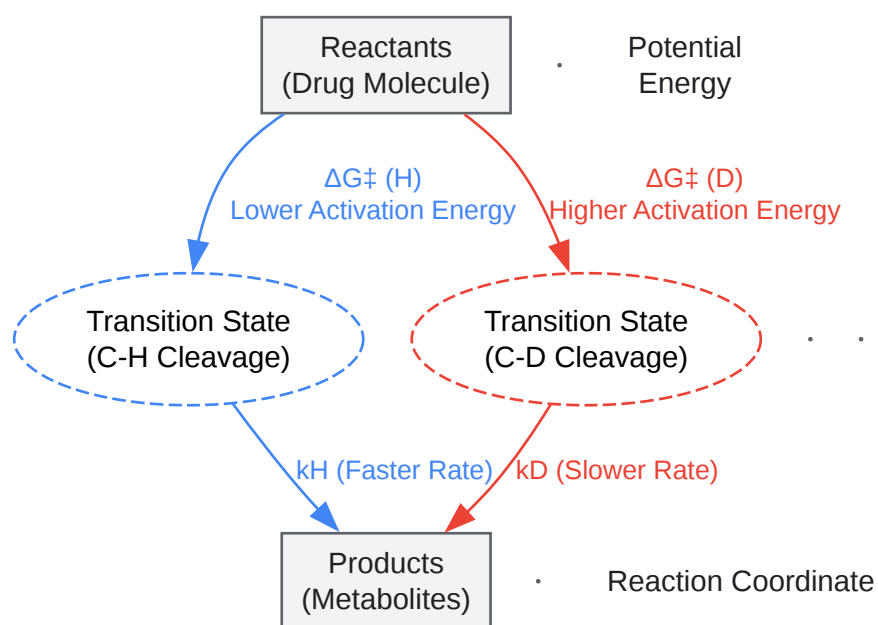 Reactants
(Drug Molecule)
Potential
Energy
ΔG‡ (H)
Lower Activation Energy
ΔG‡ (D)
Higher Activation Energy
Transition State
(C-H Cleavage)
Transition State
(C-D Cleavage)
kH (Faster Rate)
kD (Slower Rate)
Products
(Metabolites)
Reaction Coordinate